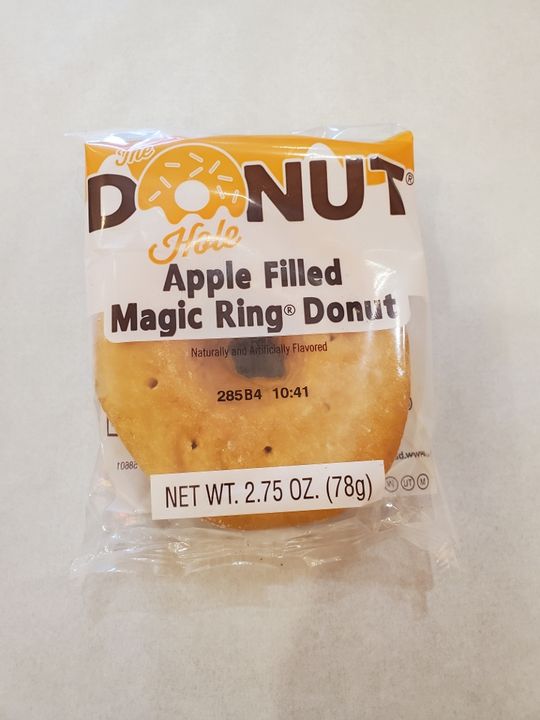 The
DONUT®
Hole
Apple Filled
Magic Ring® Donut
Naturally and Artificially Flavored
285B4 10:41
NET WT. 2.75 OZ. (78g)
UT M